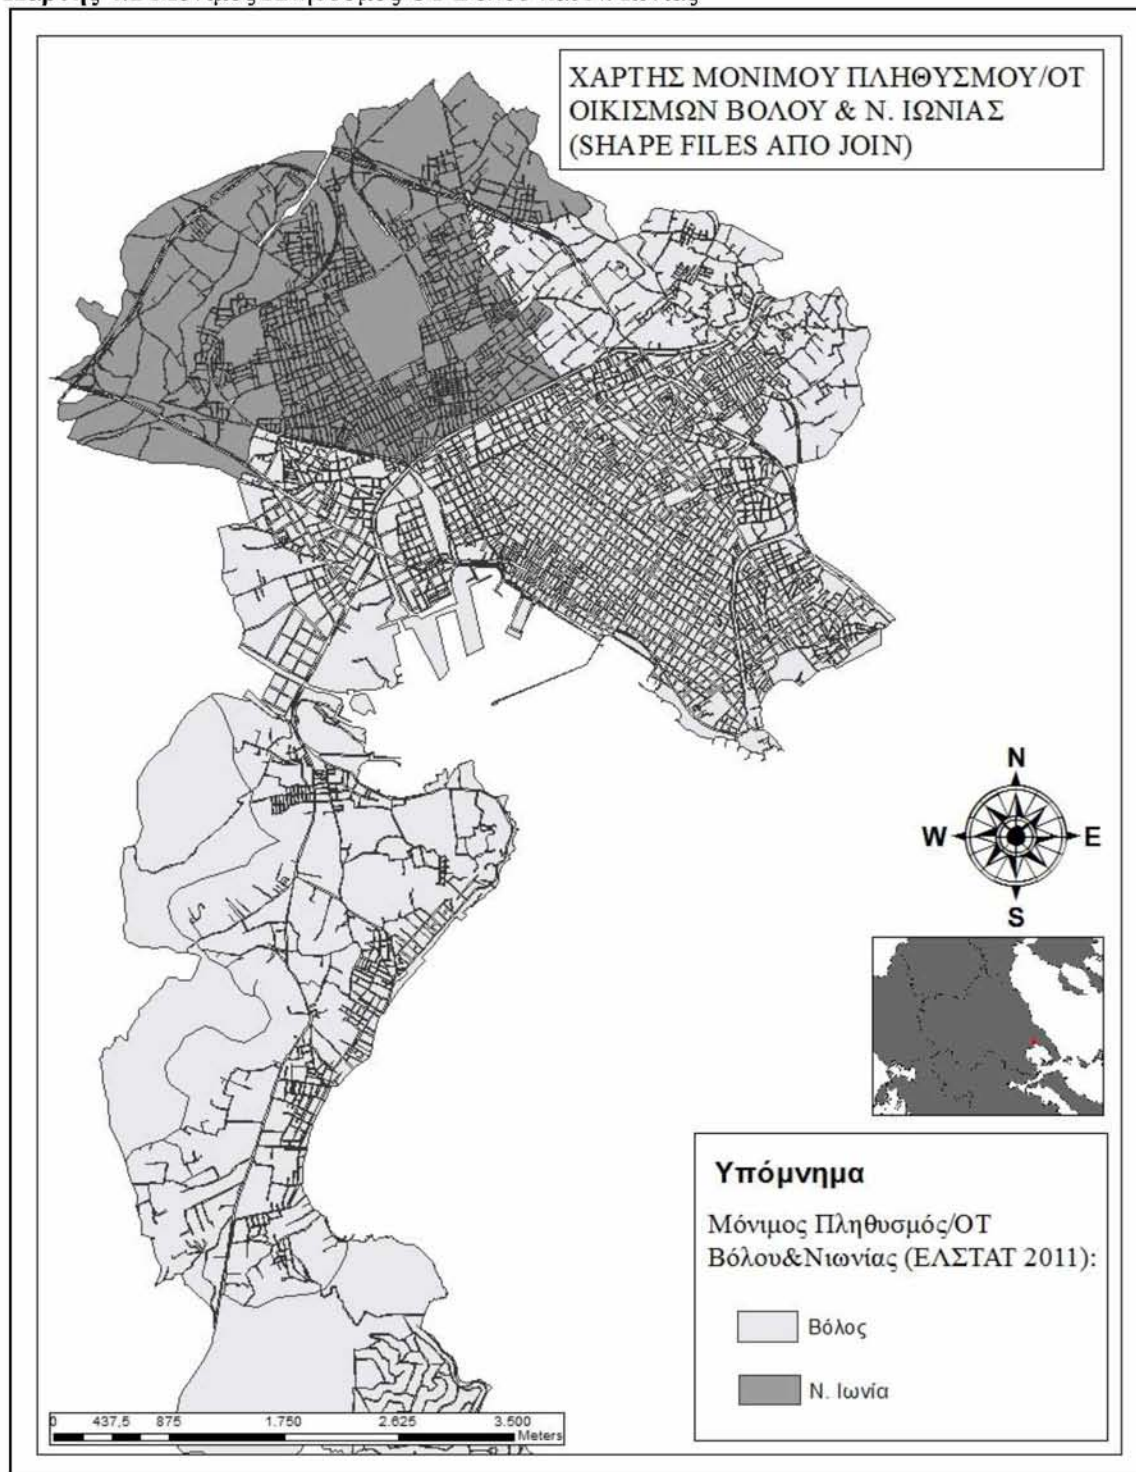 ΧΑΡΤΗΣ ΜΟΝΙΜΟΥ ΠΛΗΘΥΣΜΟΥ/ΟΤ
ΟΙΚΙΣΜΩΝ ΒΟΛΟΥ & Ν. ΙΩΝΙΑΣ
(SHAPE FILES ΑΠΟ JOIN)
N
W E
S
Υπόμνημα
Μόνιμος Πληθυσμός/ΟΤ
Βόλου&Νιωνίας (ΕΛΣΤΑΤ 2011):
Βόλος
Ν. Ιωνία
0 437,5 875 1.750 2.625 3.500
Meters